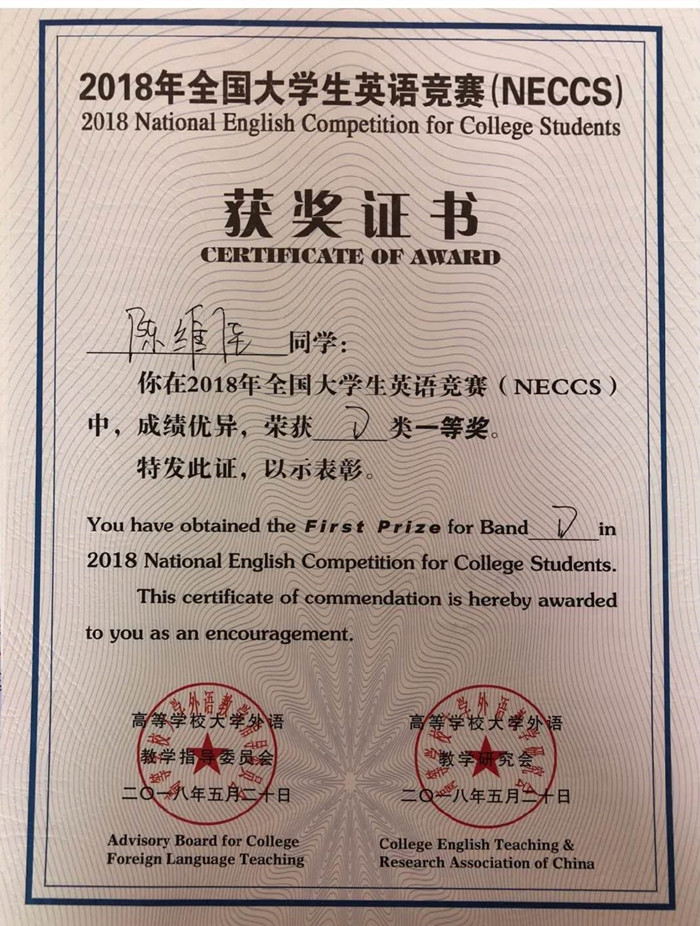 2018年全国大学生英语竞赛(NECCS)
2018 National English Competition for College Students
获奖证书
CERTIFICATE OF AWARD
陈维 同学：
你在2018年全国大学生英语竞赛（NECCS）
中，成绩优异，荣获 D 类一等奖。
特发此证，以示表彰。
You have obtained the First Prize for Band D in
2018 National English Competition for College Students.
This certificate of commendation is hereby awarded
to you as an encouragement.
高等学校大学外语
教学指导委员会
二〇一八年五月二十日
Advisory Board for College
Foreign Language Teaching
高等学校大学外语
教学研究会
二〇一八年五月二十日
College English Teaching &
Research Association of China